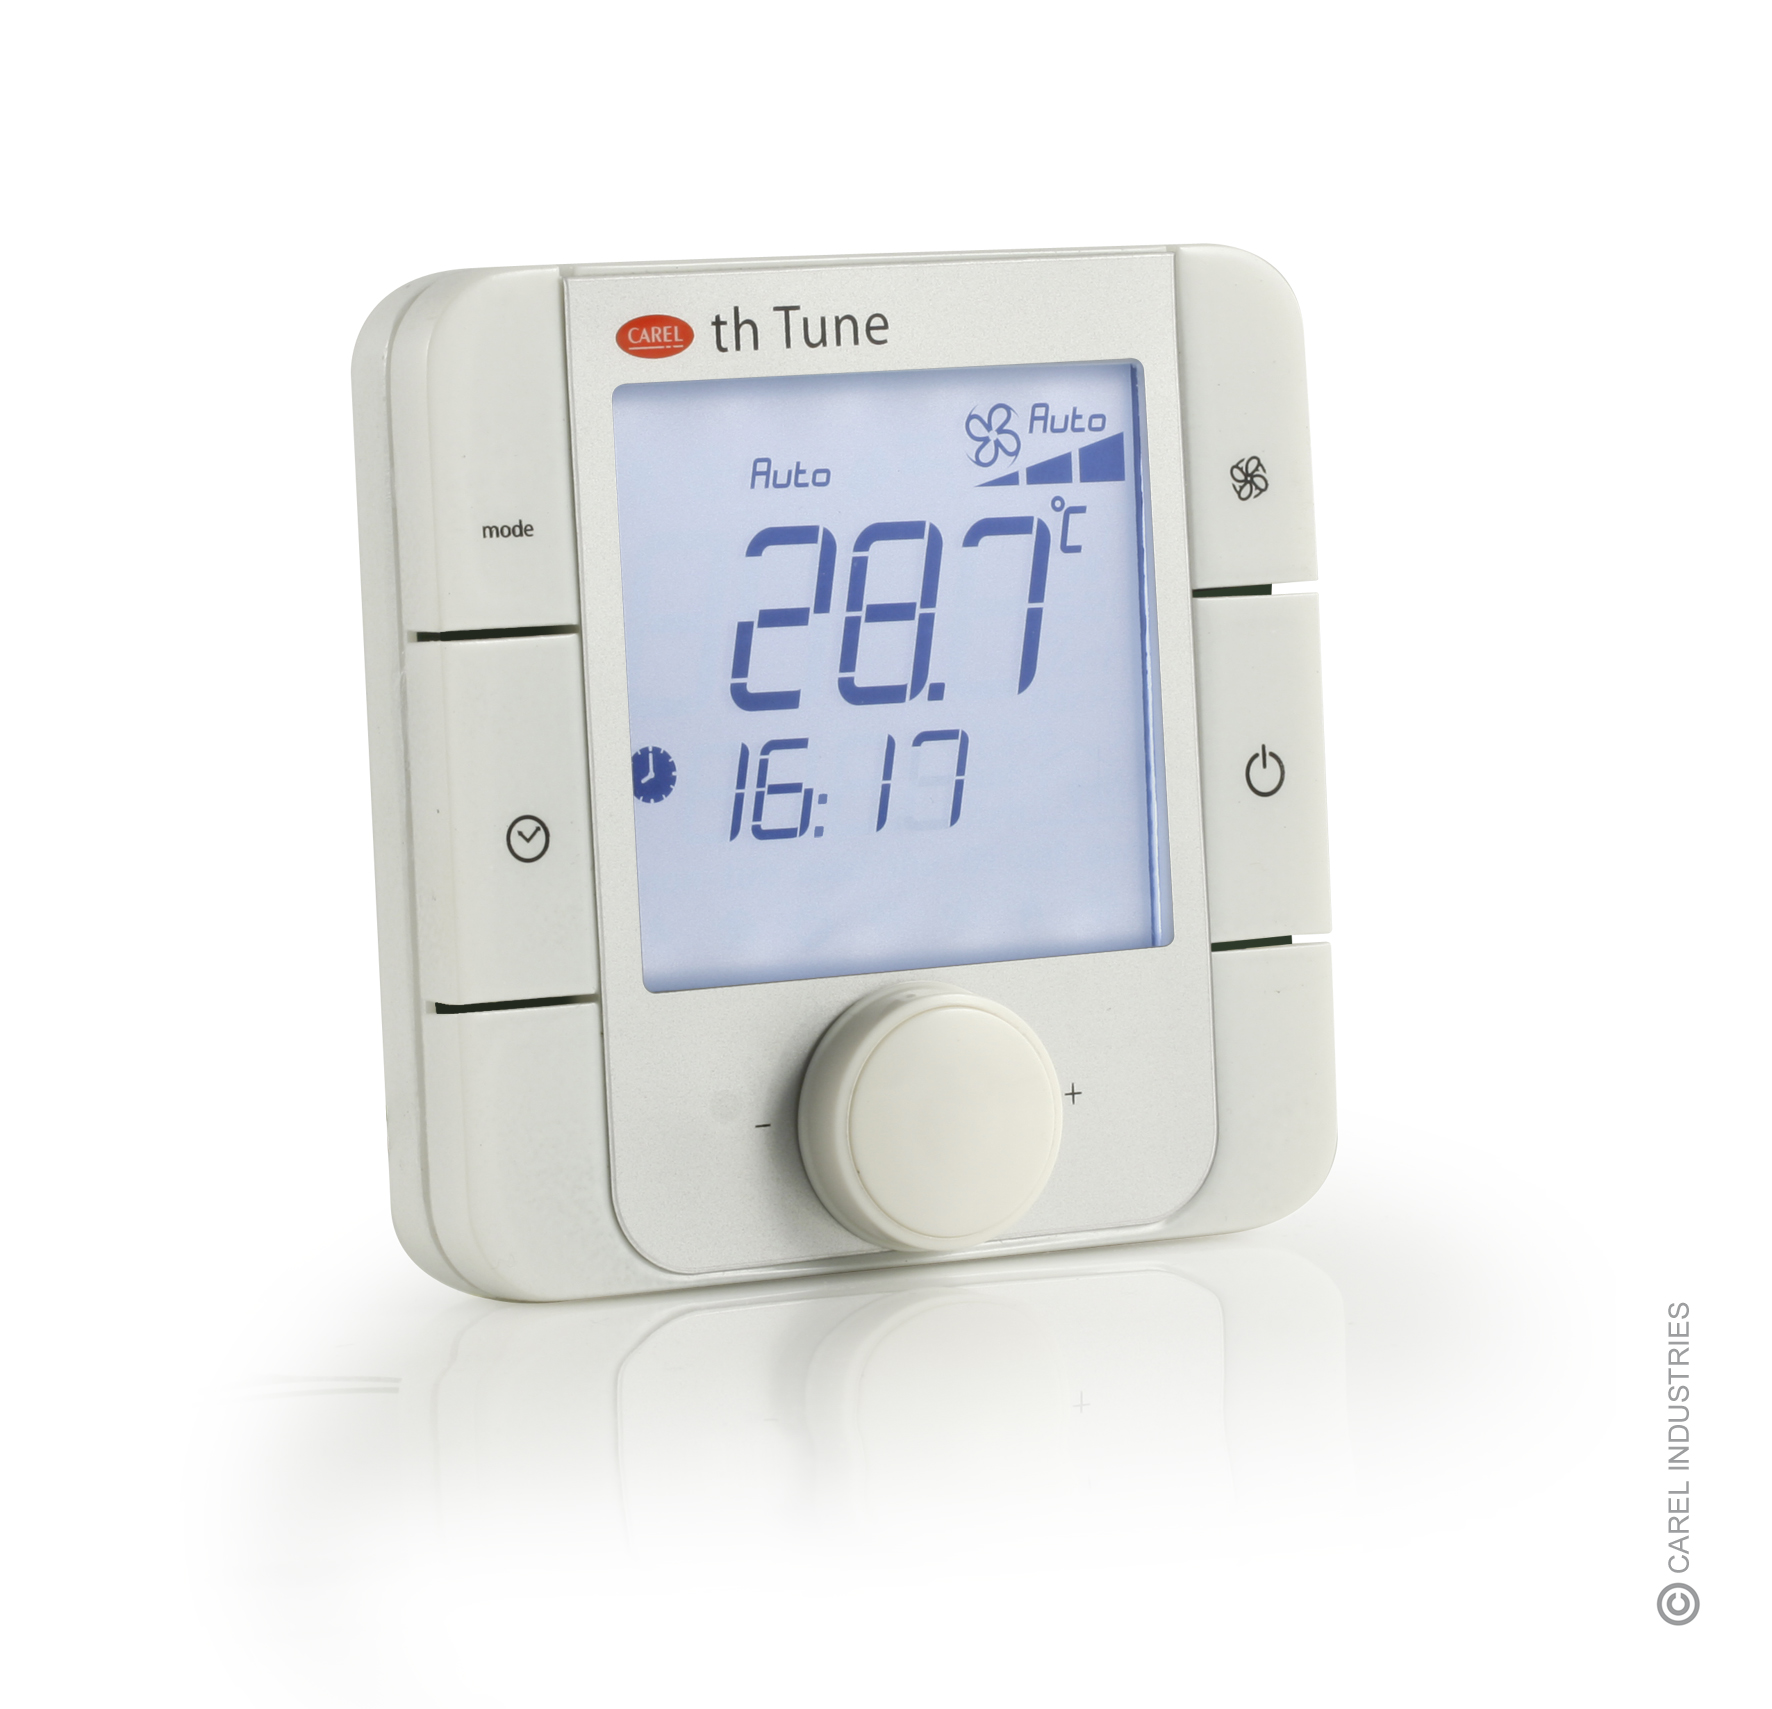 CAREL th Tune
Auto
Auto
mode
28.7°C
16:17
- +
© CAREL INDUSTRIES